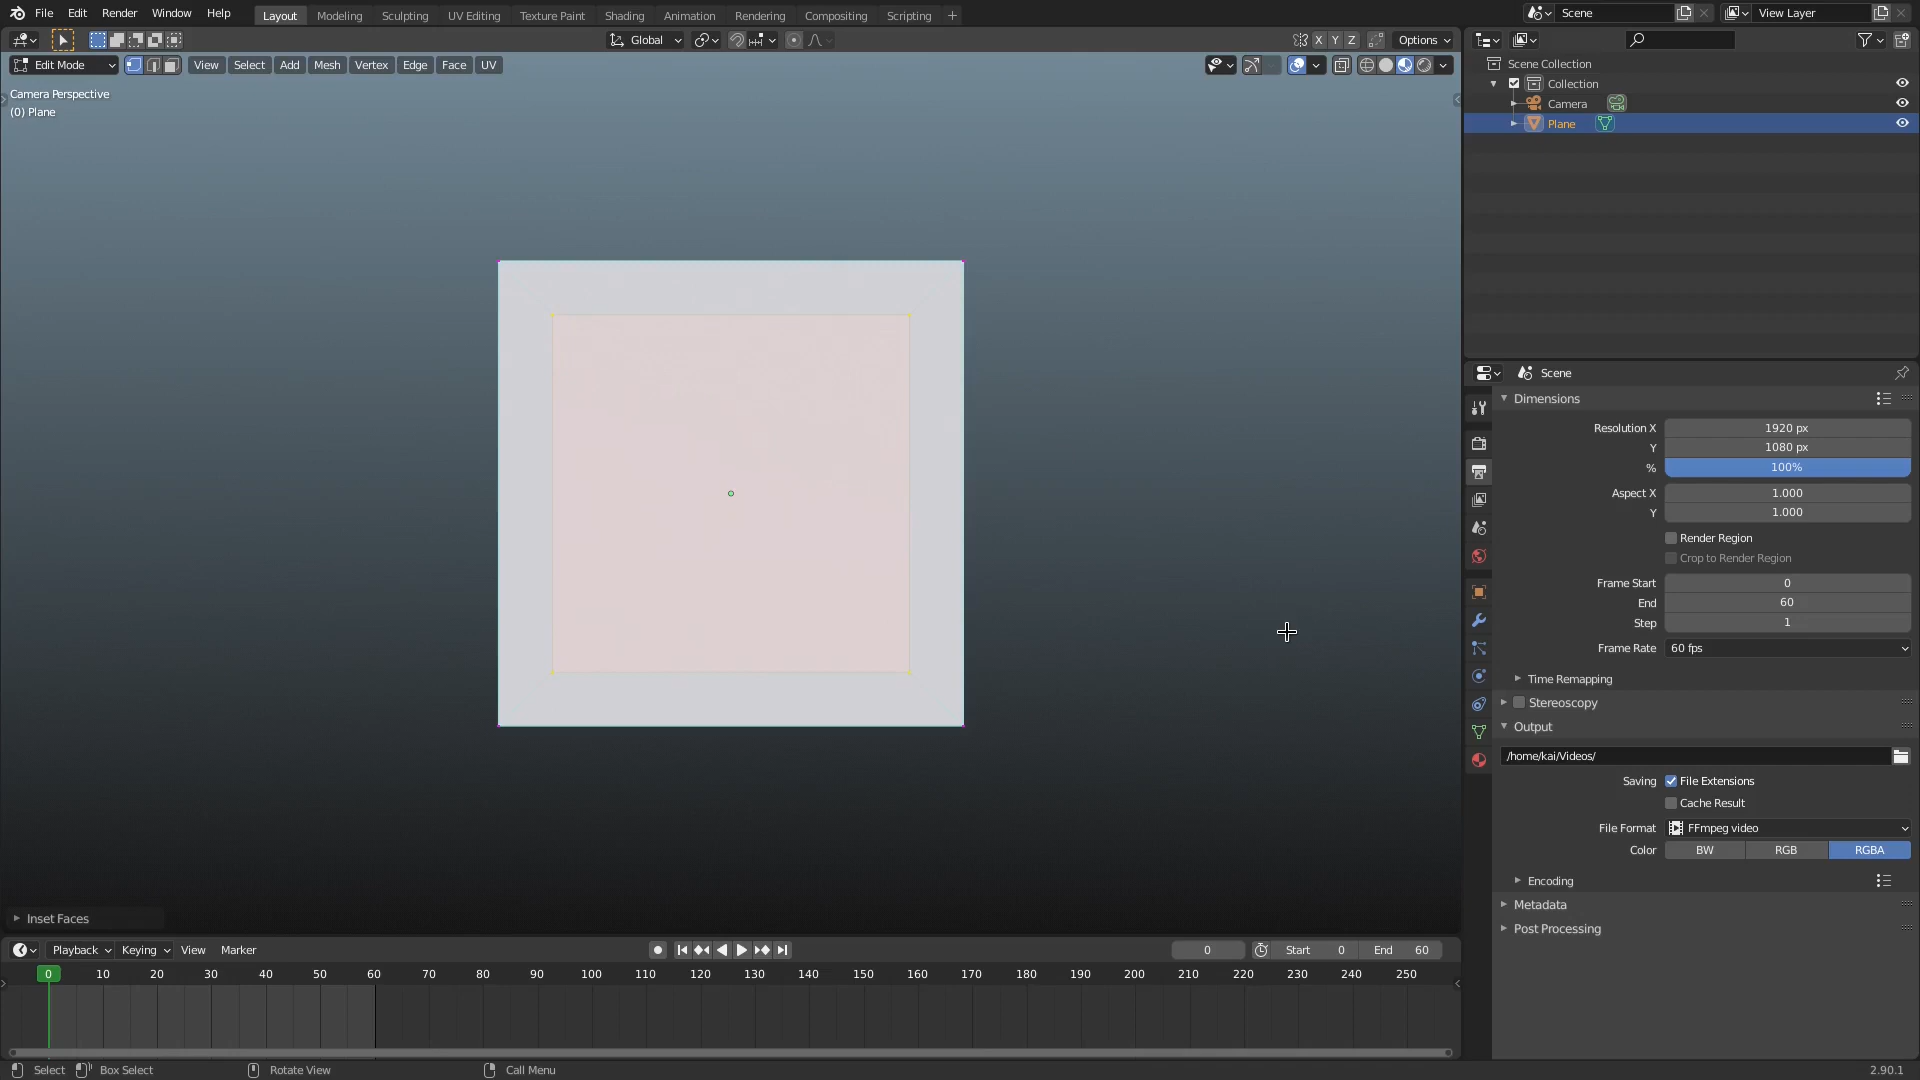 File Edit Render Window Help
Layout Modeling Sculpting UV Editing Texture Paint Shading Animation Rendering Compositing Scripting +
Scene
View Layer
Global
X Y Z
Options
Edit Mode
View Select Add Mesh Vertex Edge Face UV
Camera Perspective
(0) Plane
Scene Collection
Collection
Camera
Plane
Scene
Dimensions
Resolution X 1920 px
Y 1080 px
% 100%
Aspect X 1.000
Y 1.000
Render Region
Crop to Render Region
Frame Start 0
End 60
Step 1
Frame Rate 60 fps
Time Remapping
Stereoscopy
Output
/home/kai/Videos/
Saving File Extensions
Cache Result
File Format FFmpeg video
Color BW RGB RGBA
Encoding
Metadata
Post Processing
Inset Faces
Playback Keying View Marker
0 Start 0 End 60
0 10 20 30 40 50 60 70 80 90 100 110 120 130 140 150 160 170 180 190 200 210 220 230 240 250
Select Box Select Rotate View Call Menu
2.90.1